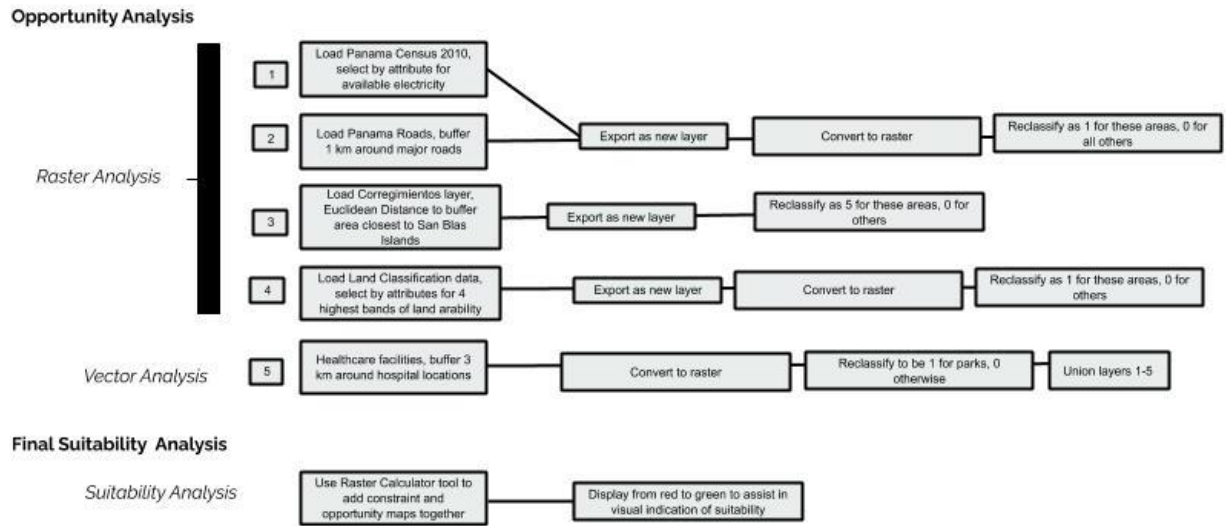 Opportunity Analysis
Raster Analysis
1
Load Panama Census 2010,
select by attribute for
available electricity
2
Load Panama Roads, buffer
1 km around major roads
Export as new layer
Convert to raster
Reclassify as 1 for these areas, 0 for
all others
3
Load Corregimientos layer,
Euclidean Distance to buffer
area closest to San Blas
Islands
Export as new layer
Reclassify as 5 for these areas, 0 for
others
4
Load Land Classification data,
select by attributes for 4
highest bands of land arability
Export as new layer
Convert to raster
Reclassify as 1 for these areas, 0 for
others
Vector Analysis
5
Healthcare facilities, buffer 3
km around hospital locations
Convert to raster
Reclassify to be 1 for parks, 0
otherwise
Union layers 1-5
Final Suitability Analysis
Suitability Analysis
Use Raster Calculator tool to
add constraint and
opportunity maps together
Display from red to green to assist in
visual indication of suitability